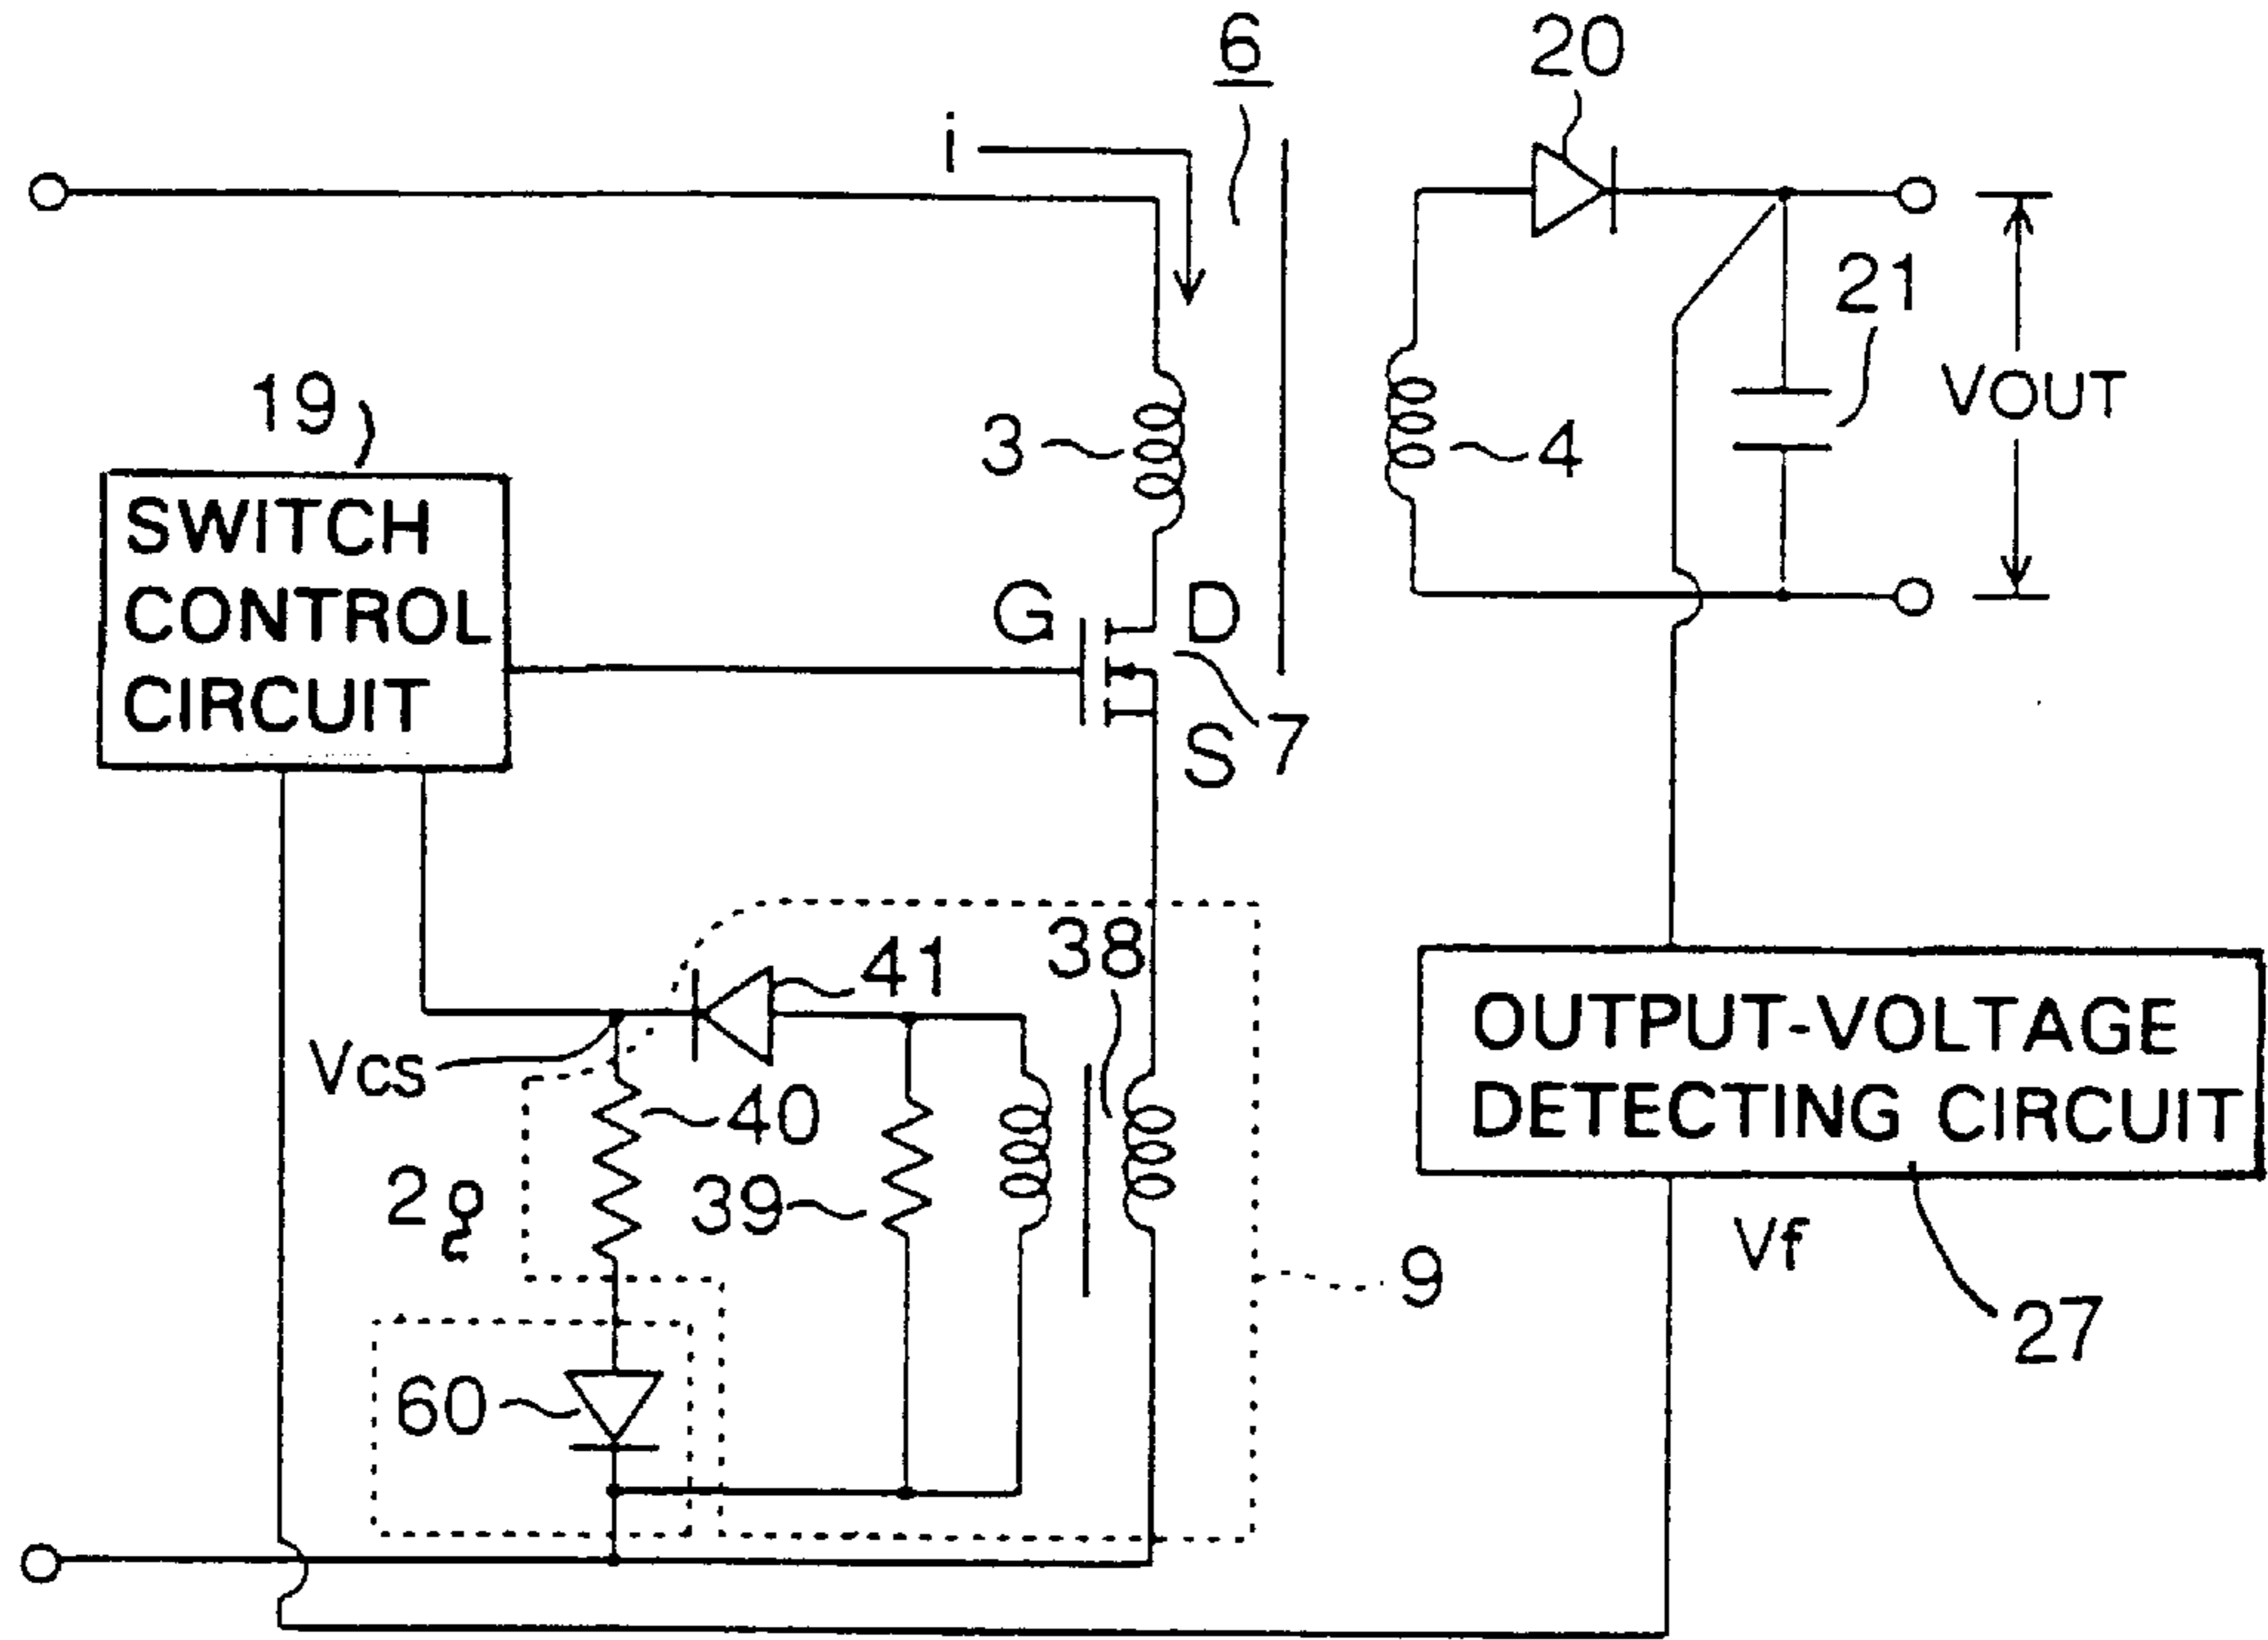 6
20
i
21
19
3
4
VOUT
SWITCH
CONTROL
CIRCUIT
G
D
S
7
38
41
Vcs
OUTPUT-VOLTAGE
DETECTING CIRCUIT
40
2
39
Vf
9
27
60